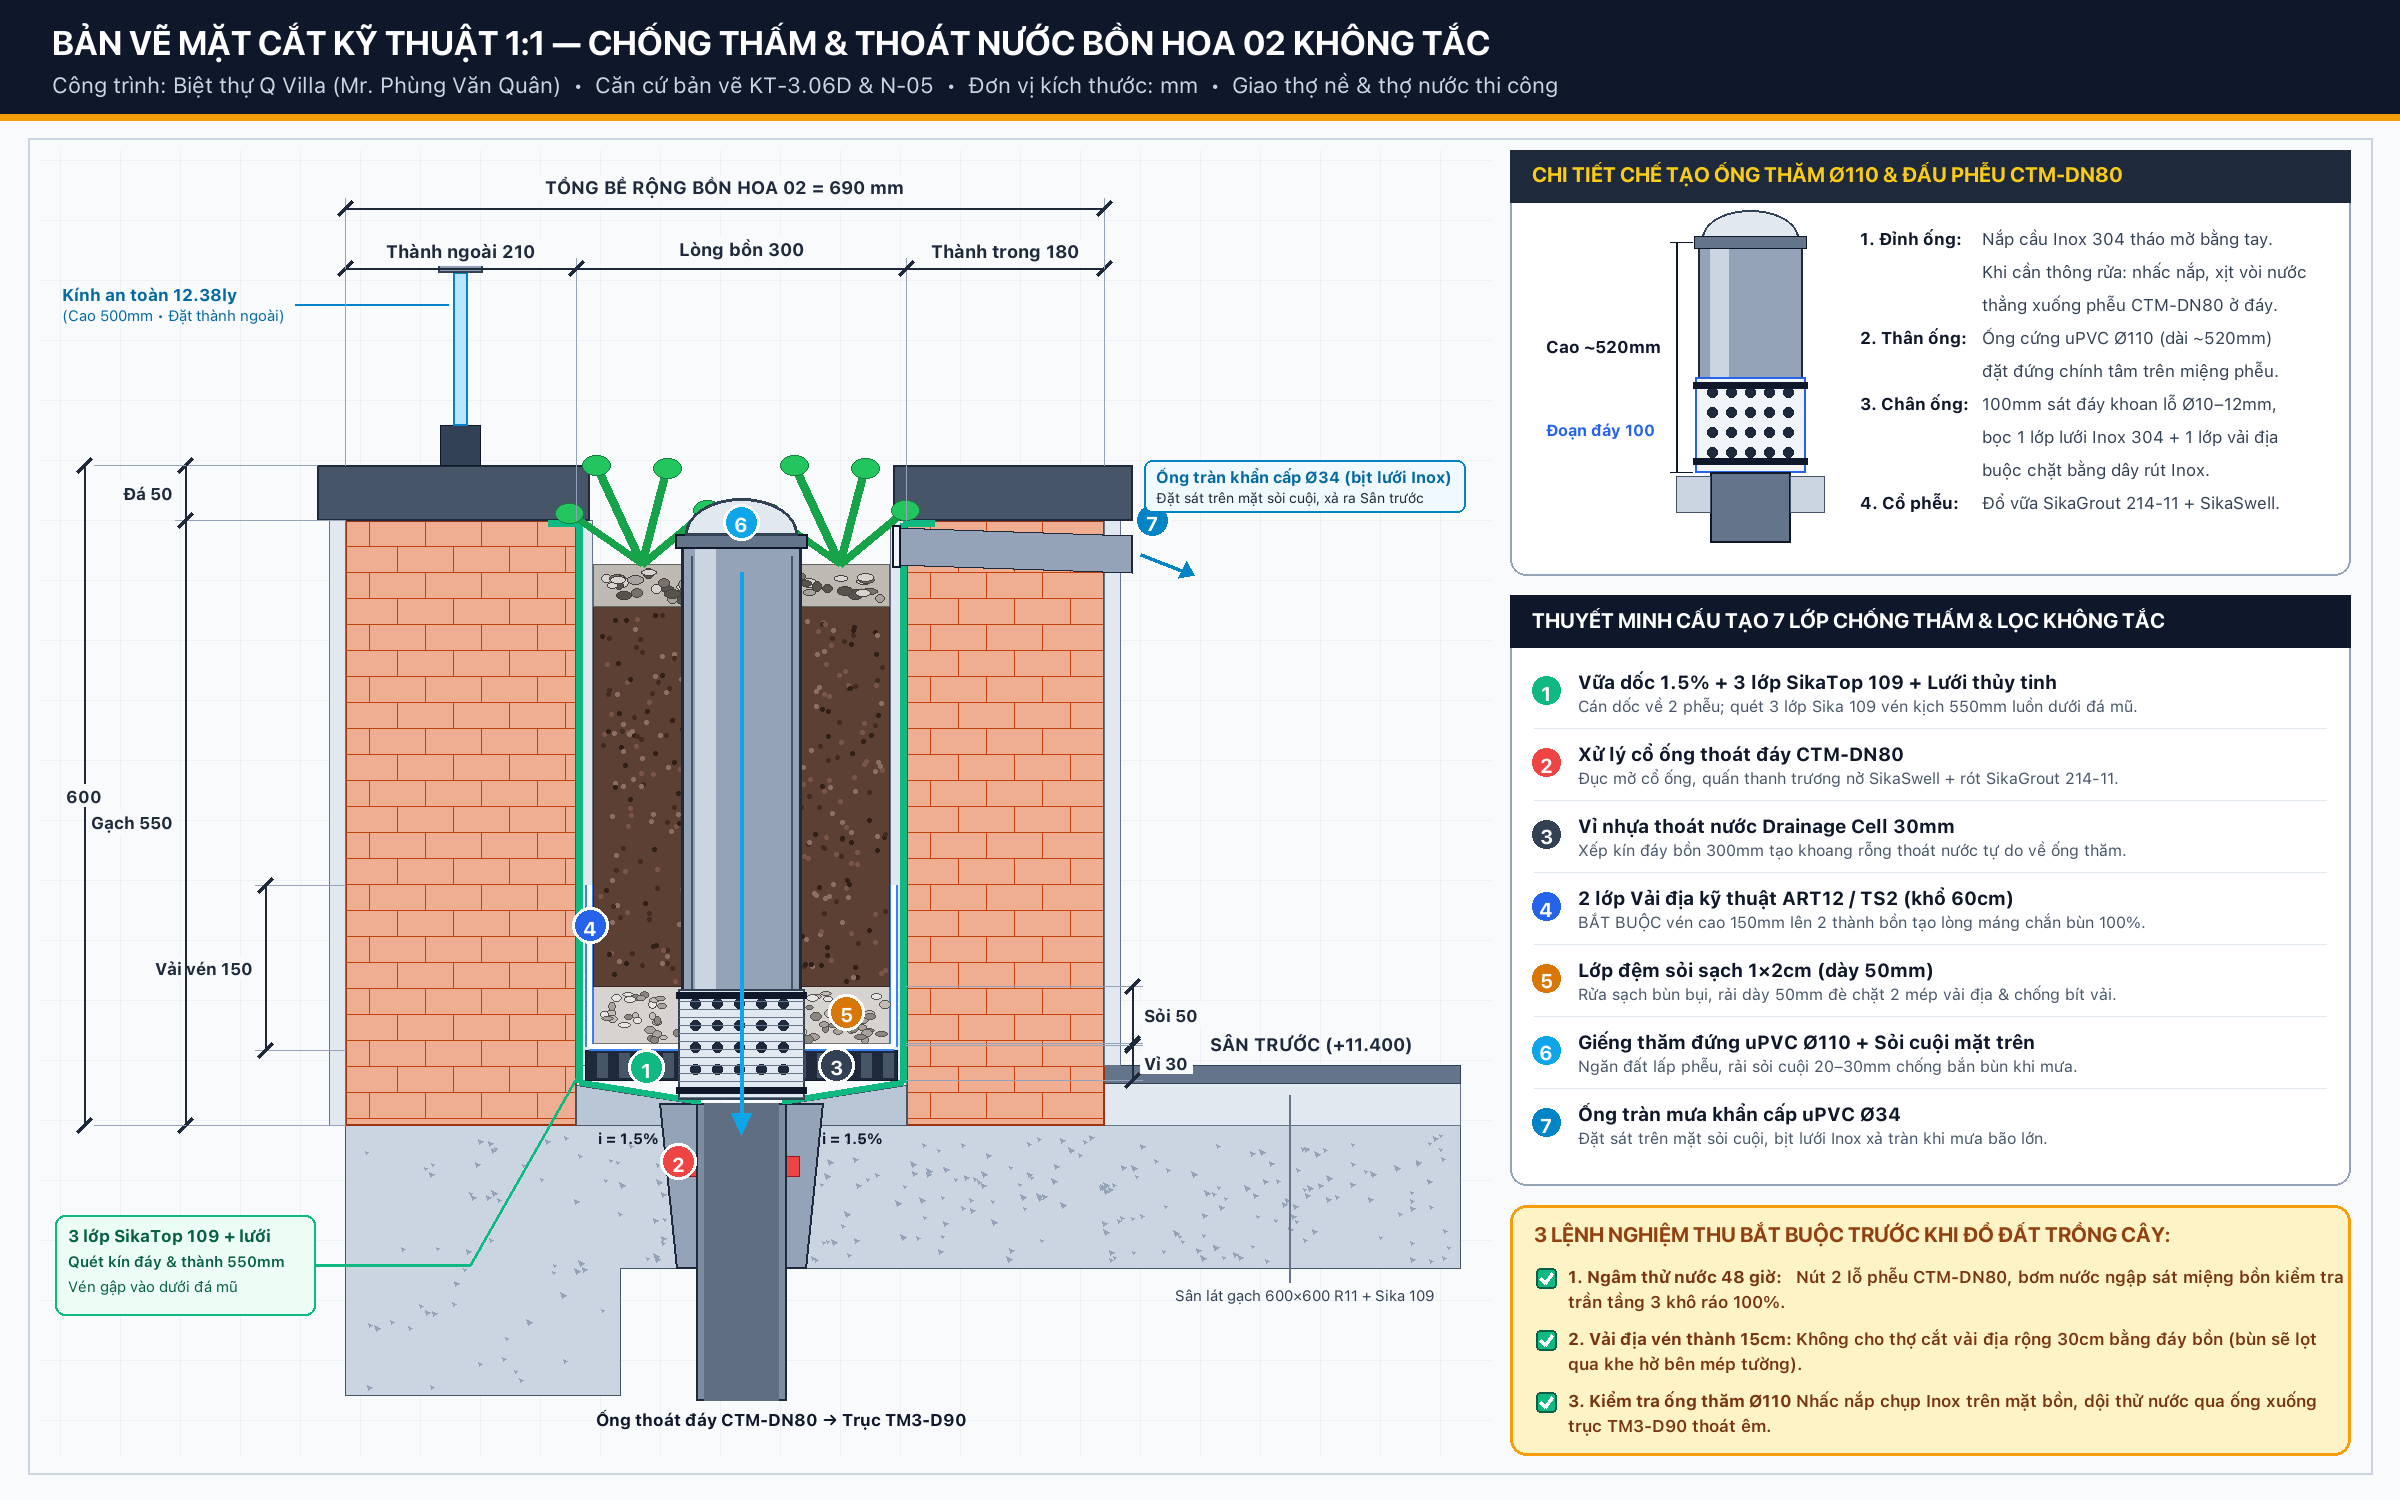 BẢN VẼ MẶT CẮT KỸ THUẬT 1:1 — CHỐNG THẤM & THOÁT NƯỚC BỒN HOA 02 KHÔNG TẮC
Công trình: Biệt thự Q Villa (Mr. Phùng Văn Quân) • Căn cứ bản vẽ KT-3.06D & N-05 • Đơn vị kích thước: mm • Giao thợ nề & thợ nước thi công
TỔNG BỀ RỘNG BỒN HOA 02 = 690 mm
Thành ngoài 210
Lòng bồn 300
Thành trong 180
Kính an toàn 12.38ly
(Cao 500mm • Đặt thành ngoài)
Đá 50
Ống tràn khẩn cấp Ø34 (bịt lưới Inox)
Đặt sát trên mặt sỏi cuội, xả ra Sân trước
7
6
600
Gạch 550
4
Vải vén 150
5
Sỏi 50
SÂN TRƯỚC (+11.400)
Vỉ 30
1
3
i = 1.5%
i = 1.5%
2
3 lớp SikaTop 109 + lưới
Quét kín đáy & thành 550mm
Vén gập vào dưới đá mũ
Sân lát gạch 600×600 R11 + Sika 109
Ống thoát đáy CTM-DN80 → Trục TM3-D90
CHI TIẾT CHẾ TẠO ỐNG THĂM Ø110 & ĐẦU PHỄU CTM-DN80
Cao ~520mm
Đoạn đáy 100
1. Đỉnh ống: Nắp cầu Inox 304 tháo mở bằng tay.
Khi cần thông rửa: nhấc nắp, xịt vòi nước
thẳng xuống phễu CTM-DN80 ở đáy.
2. Thân ống: Ống cứng uPVC Ø110 (dài ~520mm)
đặt đứng chính tâm trên miệng phễu.
3. Chân ống: 100mm sát đáy khoan lỗ Ø10–12mm,
bọc 1 lớp lưới Inox 304 + 1 lớp vải địa
buộc chặt bằng dây rút Inox.
4. Cổ phễu: Đổ vữa SikaGrout 214-11 + SikaSwell.
THUYẾT MINH CẤU TẠO 7 LỚP CHỐNG THẤM & LỌC KHÔNG TẮC
1 Vữa dốc 1.5% + 3 lớp SikaTop 109 + Lưới thủy tinh
Cán dốc về 2 phễu; quét 3 lớp Sika 109 vén kịch 550mm luồn dưới đá mũ.
2 Xử lý cổ ống thoát đáy CTM-DN80
Đục mở cổ ống, quấn thanh trương nở SikaSwell + rót SikaGrout 214-11.
3 Vỉ nhựa thoát nước Drainage Cell 30mm
Xếp kín đáy bồn 300mm tạo khoang rỗng thoát nước tự do về ống thăm.
4 2 lớp Vải địa kỹ thuật ART12 / TS2 (khổ 60cm)
BẮT BUỘC vén cao 150mm lên 2 thành bồn tạo lòng máng chắn bùn 100%.
5 Lớp đệm sỏi sạch 1×2cm (dày 50mm)
Rửa sạch bùn bụi, rải dày 50mm đè chặt 2 mép vải địa & chống bít vải.
6 Giếng thăm đứng uPVC Ø110 + Sỏi cuội mặt trên
Ngăn đất lấp phễu, rải sỏi cuội 20–30mm chống bắn bùn khi mưa.
7 Ống tràn mưa khẩn cấp uPVC Ø34
Đặt sát trên mặt sỏi cuội, bịt lưới Inox xả tràn khi mưa bão lớn.
3 LỆNH NGHIỆM THU BẮT BUỘC TRƯỚC KHI ĐỔ ĐẤT TRỒNG CÂY:
1. Ngâm thử nước 48 giờ: Nút 2 lỗ phễu CTM-DN80, bơm nước ngập sát miệng bồn kiểm tra
trần tầng 3 khô ráo 100%.
2. Vải địa vén thành 15cm: Không cho thợ cắt vải địa rộng 30cm bằng đáy bồn (bùn sẽ lọt
qua khe hở bên mép tường).
3. Kiểm tra ống thăm Ø110 Nhấc nắp chụp Inox trên mặt bồn, dội thử nước qua ống xuống
trục TM3-D90 thoát êm.